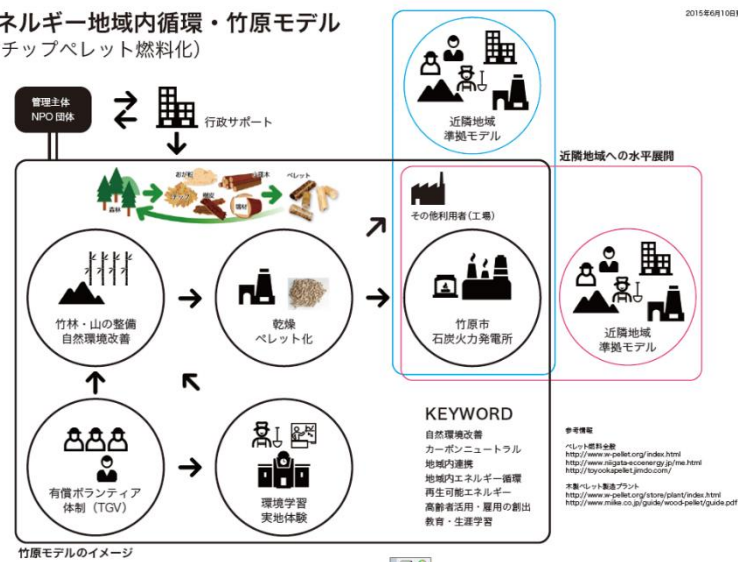 2015年6月10日
ネルギー地域内循環・竹原モデル
チップペレット燃料化）
管理主体
NPO 団体
行政サポート
近隣地域
準拠モデル
近隣地域への水平展開
おが粉
ペレット
チップ
樹皮
端材
森林
その他利用者（工場）
竹林・山の整備
自然環境改善
乾燥
ペレット化
竹原市
石炭火力発電所
近隣地域
準拠モデル
有償ボランティア
体制（TGV）
環境学習
実地体験
KEYWORD
自然環境改善
カーボンニュートラル
地域内連携
地域内エネルギー循環
再生可能エネルギー
高齢者活用・雇用の創出
教育・生涯学習
参考情報
ペレット燃料全般
http://www.w-pellet.org/index.html
http://www.niigata-ecoenergy.jp/me.html
http://toyookapellet.jimdo.com/
木製ペレット製造プラント
http://www.w-pellet.org/store/plant/index.html
http://www.miike.co.jp/guide/wood-pellet/guide.pdf
竹原モデルのイメージ